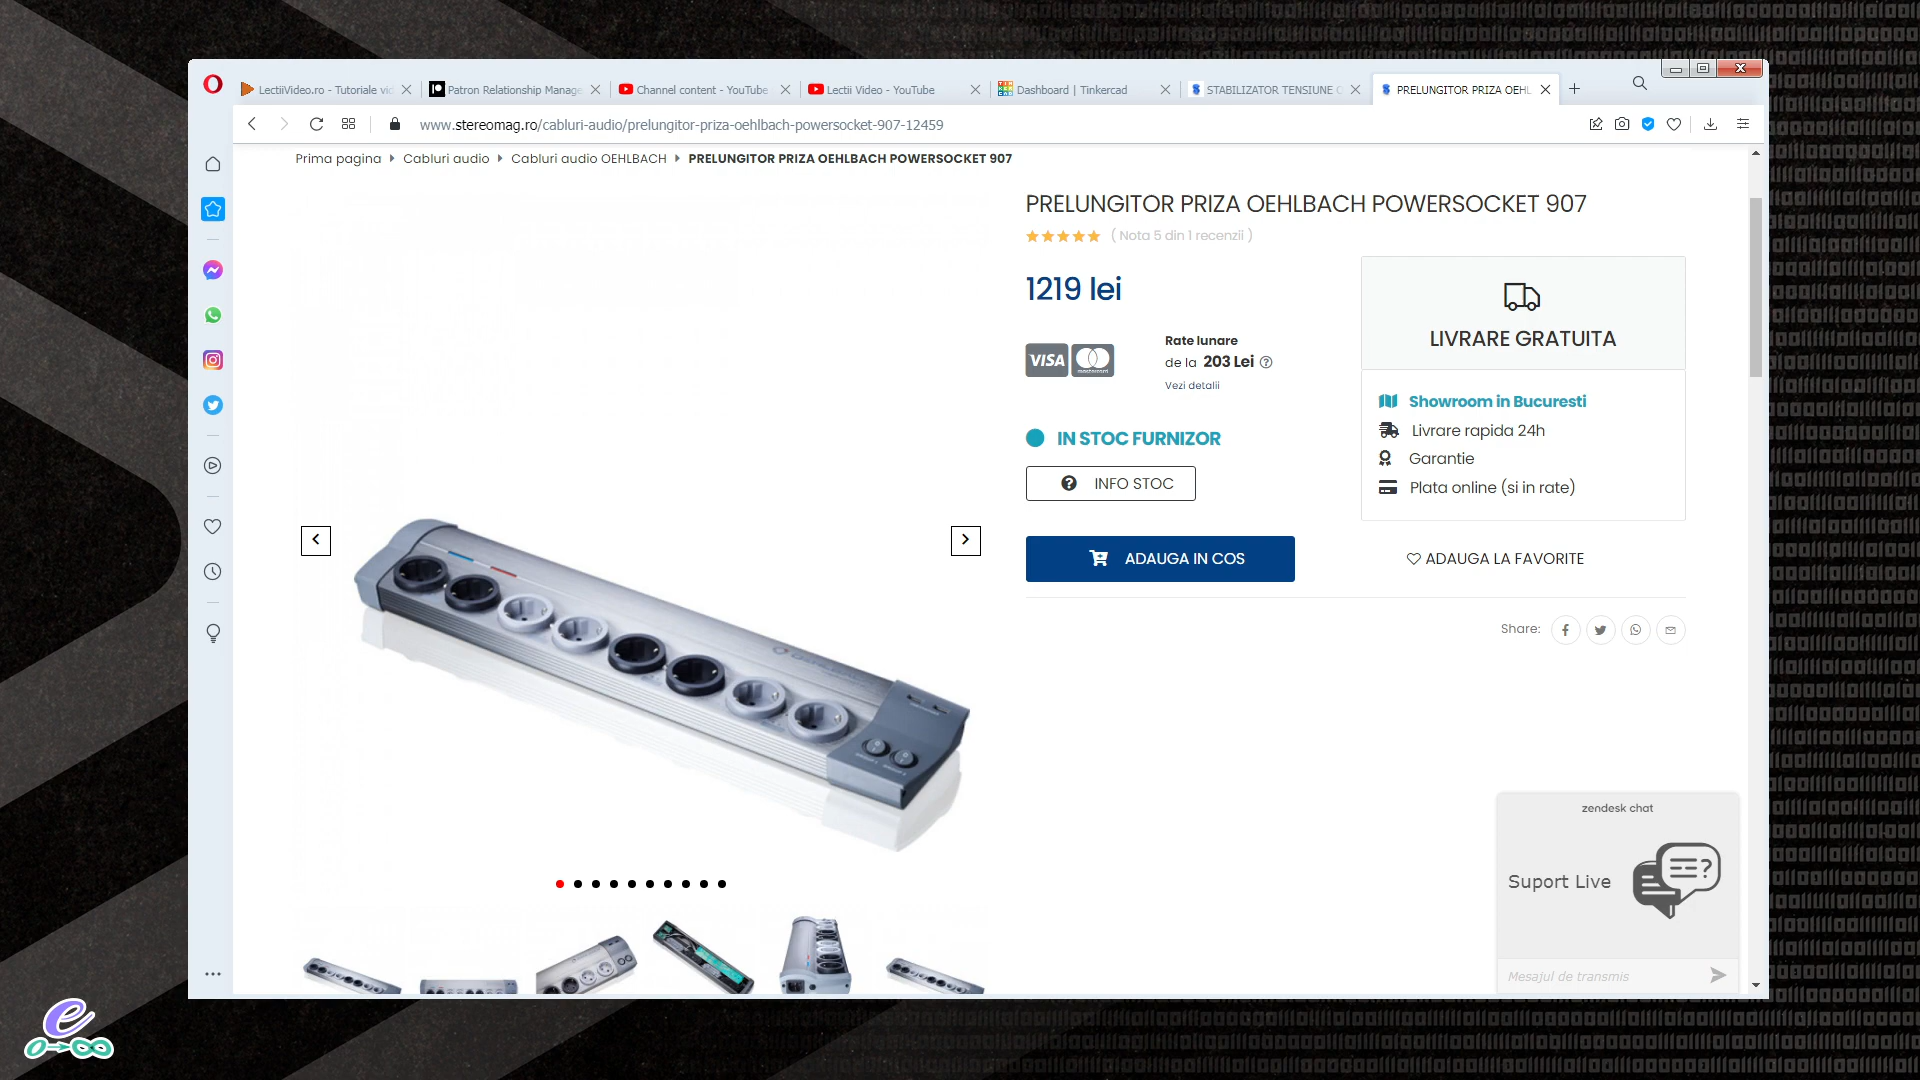 LectiiVideo.ro - Tutoriale vid
Patron Relationship Manage
Channel content - YouTube
Lectii Video - YouTube
Dashboard | Tinkercad
STABILIZATOR TENSIUNE
PRELUNGITOR PRIZA OEHL
www.stereomag.ro/cabluri-audio/prelungitor-priza-oehlbach-powersocket-907-12459
Prima pagina Cabluri audio Cabluri audio OEHLBACH PRELUNGITOR PRIZA OEHLBACH POWERSOCKET 907
PRELUNGITOR PRIZA OEHLBACH POWERSOCKET 907
( Nota 5 din 1 recenzii )
1219 lei
LIVRARE GRATUITA
VISA
mastercard
Rate lunare
de la 203 Lei
Vezi detalii
Showroom in Bucuresti
Livrare rapida 24h
Garantie
Plata online (si in rate)
IN STOC FURNIZOR
INFO STOC
ADAUGA IN COS
ADAUGA LA FAVORITE
Share:
zendesk chat
Suport Live
Mesajul de transmis